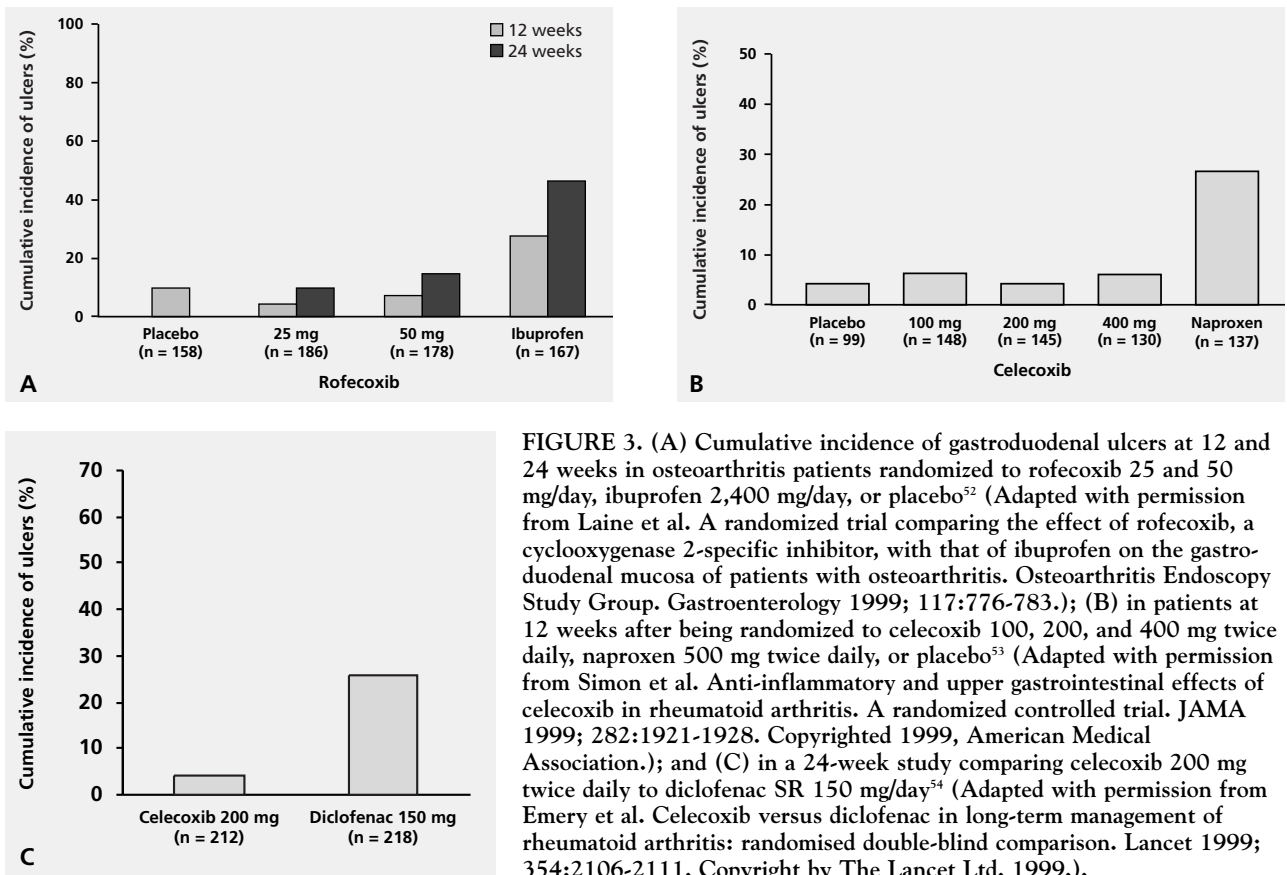 Cumulative incidence of ulcers (%)
100
80
60
40
20
0
12 weeks
24 weeks
Placebo
(n = 158)
25 mg
(n = 186)
50 mg
(n = 178)
Ibuprofen
(n = 167)
Rofecoxib
A
Cumulative incidence of ulcers (%)
50
40
30
20
10
0
Placebo
(n = 99)
100 mg
(n = 148)
200 mg
(n = 145)
400 mg
(n = 130)
Naproxen
(n = 137)
Celecoxib
B
Cumulative incidence of ulcers (%)
70
60
50
40
30
20
10
0
Celecoxib 200 mg
(n = 212)
Diclofenac 150 mg
(n = 218)
C
FIGURE 3. (A) Cumulative incidence of gastroduodenal ulcers at 12 and
24 weeks in osteoarthritis patients randomized to rofecoxib 25 and 50
mg/day, ibuprofen 2,400 mg/day, or placebo⁵² (Adapted with permission
from Laine et al. A randomized trial comparing the effect of rofecoxib, a
cyclooxygenase 2-specific inhibitor, with that of ibuprofen on the gastro-
duodenal mucosa of patients with osteoarthritis. Osteoarthritis Endoscopy
Study Group. Gastroenterology 1999; 117:776-783.); (B) in patients at
12 weeks after being randomized to celecoxib 100, 200, and 400 mg twice
daily, naproxen 500 mg twice daily, or placebo⁵³ (Adapted with permission
from Simon et al. Anti-inflammatory and upper gastrointestinal effects of
celecoxib in rheumatoid arthritis. A randomized controlled trial. JAMA
1999; 282:1921-1928. Copyrighted 1999, American Medical
Association.); and (C) in a 24-week study comparing celecoxib 200 mg
twice daily to diclofenac SR 150 mg/day⁵⁴ (Adapted with permission from
Emery et al. Celecoxib versus diclofenac in long-term management of
rheumatoid arthritis: randomised double-blind comparison. Lancet 1999;
354:2106-2111. Copyright by The Lancet Ltd. 1999.).